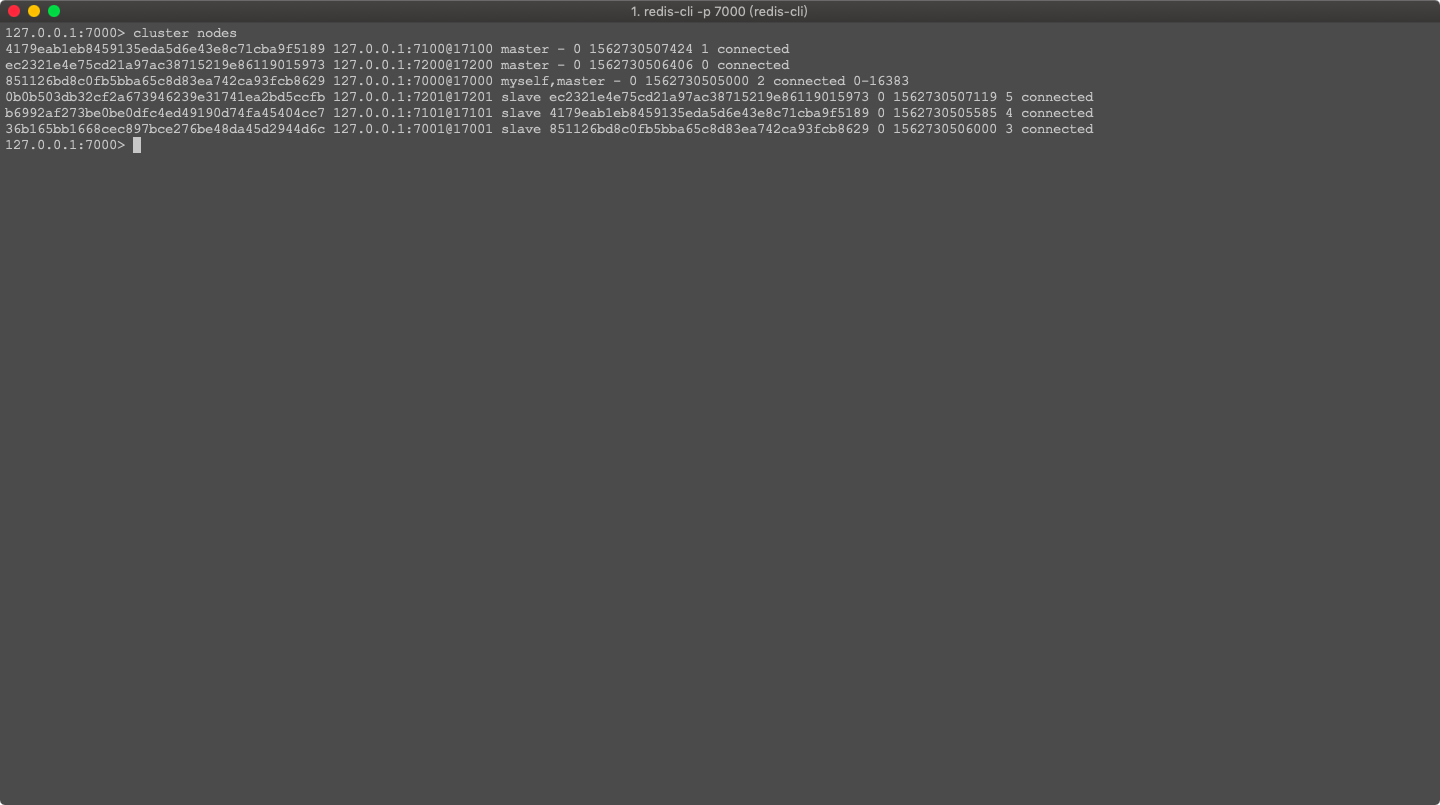 1. redis-cli -p 7000 (redis-cli)
127.0.0.1:7000> cluster nodes
4179eab1eb8459135eda5d6e43e8c71cba9f5189 127.0.0.1:7100@17100 master - 0 1562730507424 1 connected
ec2321e4e75cd21a97ac38715219e86119015973 127.0.0.1:7200@17200 master - 0 1562730506406 0 connected
851126bd8c0fb5bba65c8d83ea742ca93fcb8629 127.0.0.1:7000@17000 myself,master - 0 1562730505000 2 connected 0-16383
0b0b503db32cf2a673946239e31741ea2bd5ccfb 127.0.0.1:7201@17201 slave ec2321e4e75cd21a97ac38715219e86119015973 0 1562730507119 5 connected
b6992af273be0be0dfc4ed49190d74fa45404cc7 127.0.0.1:7101@17101 slave 4179eab1eb8459135eda5d6e43e8c71cba9f5189 0 1562730505585 4 connected
36b165bb1668cec897bce276be48da45d2944d6c 127.0.0.1:7001@17001 slave 851126bd8c0fb5bba65c8d83ea742ca93fcb8629 0 1562730506000 3 connected
127.0.0.1:7000>